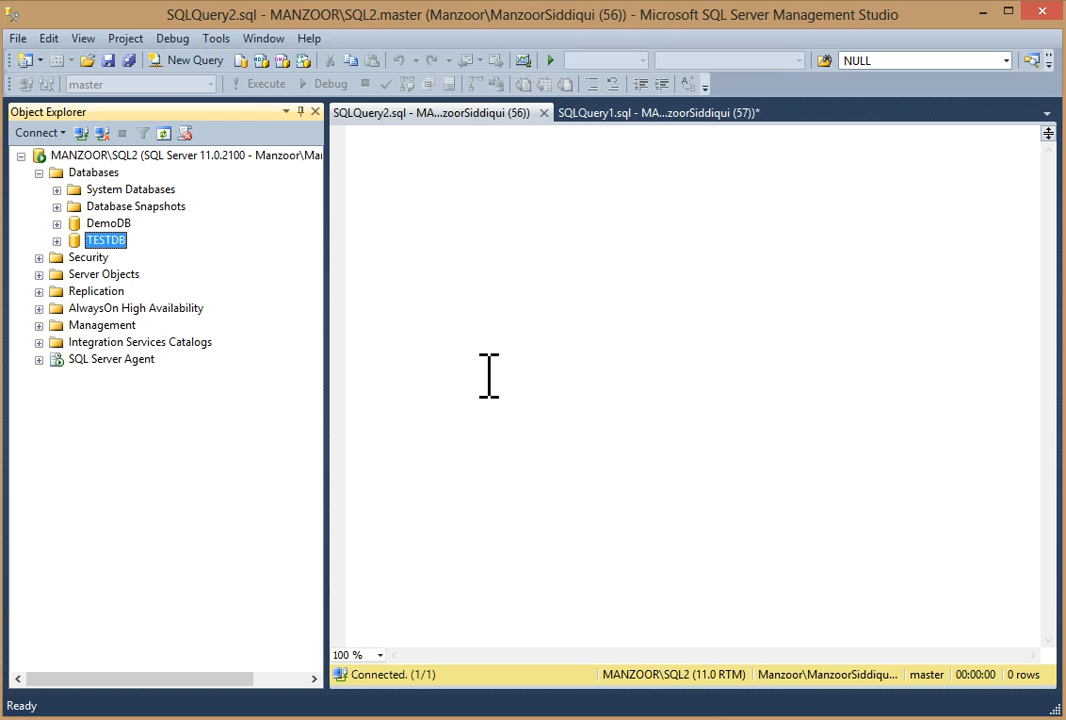 SQLQuery2.sql - MANZOOR\SQL2.master (Manzoor\ManzoorSiddiqui (56)) - Microsoft SQL Server Management Studio
File Edit View Project Debug Tools Window Help
New Query NULL
master Execute Debug
Object Explorer
Connect
MANZOOR\SQL2 (SQL Server 11.0.2100 - Manzoor\Mar
Databases
System Databases
Database Snapshots
DemoDB
TESTDB
Security
Server Objects
Replication
AlwaysOn High Availability
Management
Integration Services Catalogs
SQL Server Agent
SQLQuery2.sql - MA...zoorSiddiqui (56)) SQLQuery1.sql - MA...zoorSiddiqui (57))*
100 %
Connected. (1/1) MANZOOR\SQL2 (11.0 RTM) Manzoor\ManzoorSiddiqu... master 00:00:00 0 rows
Ready